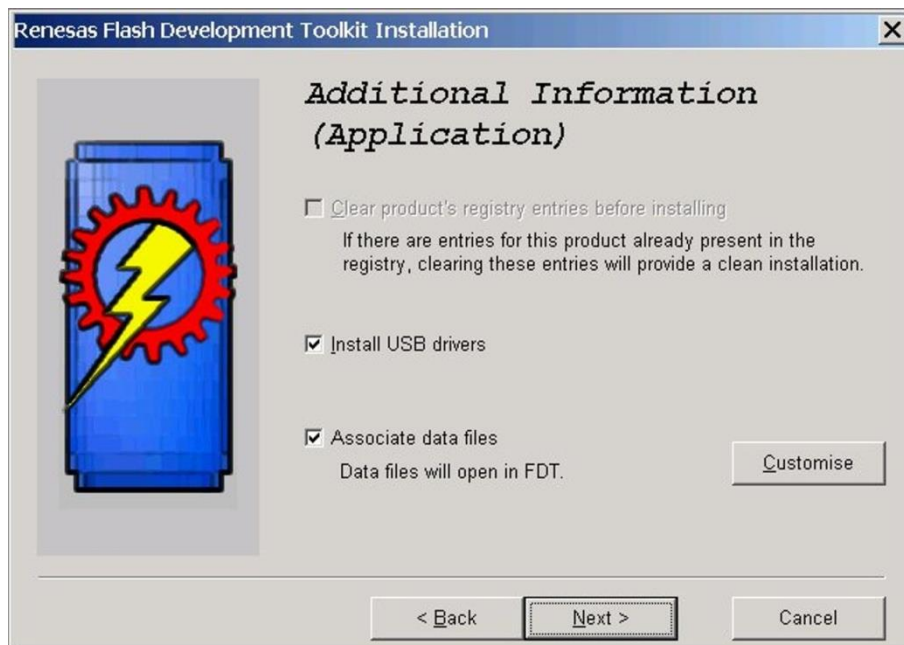 Renesas Flash Development Toolkit Installation
Additional Information
(Application)
Clear product's registry entries before installing
If there are entries for this product already present in the
registry, clearing these entries will provide a clean installation.
Install USB drivers
Associate data files
Data files will open in FDT.
Customise
< Back
Next >
Cancel